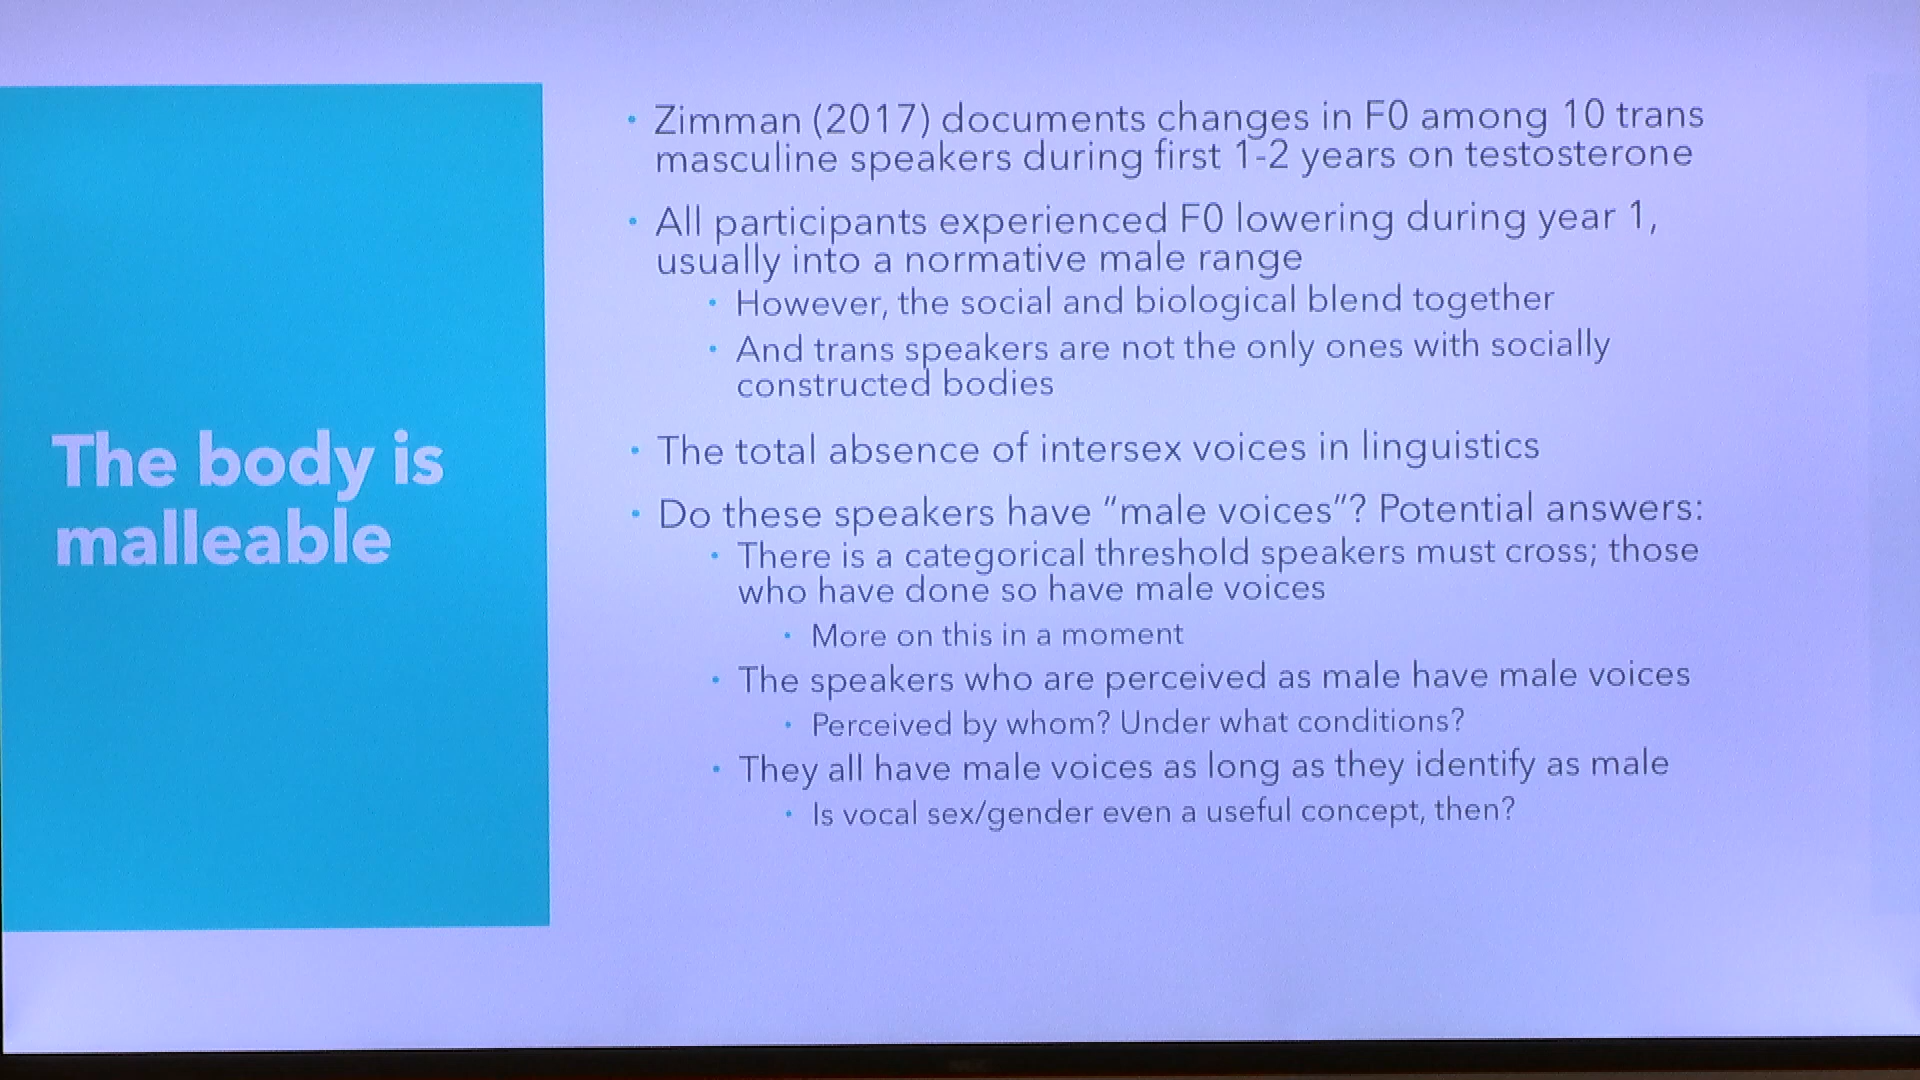 The body is
malleable
• Zimman (2017) documents changes in F0 among 10 trans
masculine speakers during first 1-2 years on testosterone
• All participants experienced F0 lowering during year 1,
usually into a normative male range
• However, the social and biological blend together
• And trans speakers are not the only ones with socially
constructed bodies
• The total absence of intersex voices in linguistics
• Do these speakers have “male voices”? Potential answers:
• There is a categorical threshold speakers must cross; those
who have done so have male voices
• More on this in a moment
• The speakers who are perceived as male have male voices
• Perceived by whom? Under what conditions?
• They all have male voices as long as they identify as male
• Is vocal sex/gender even a useful concept, then?